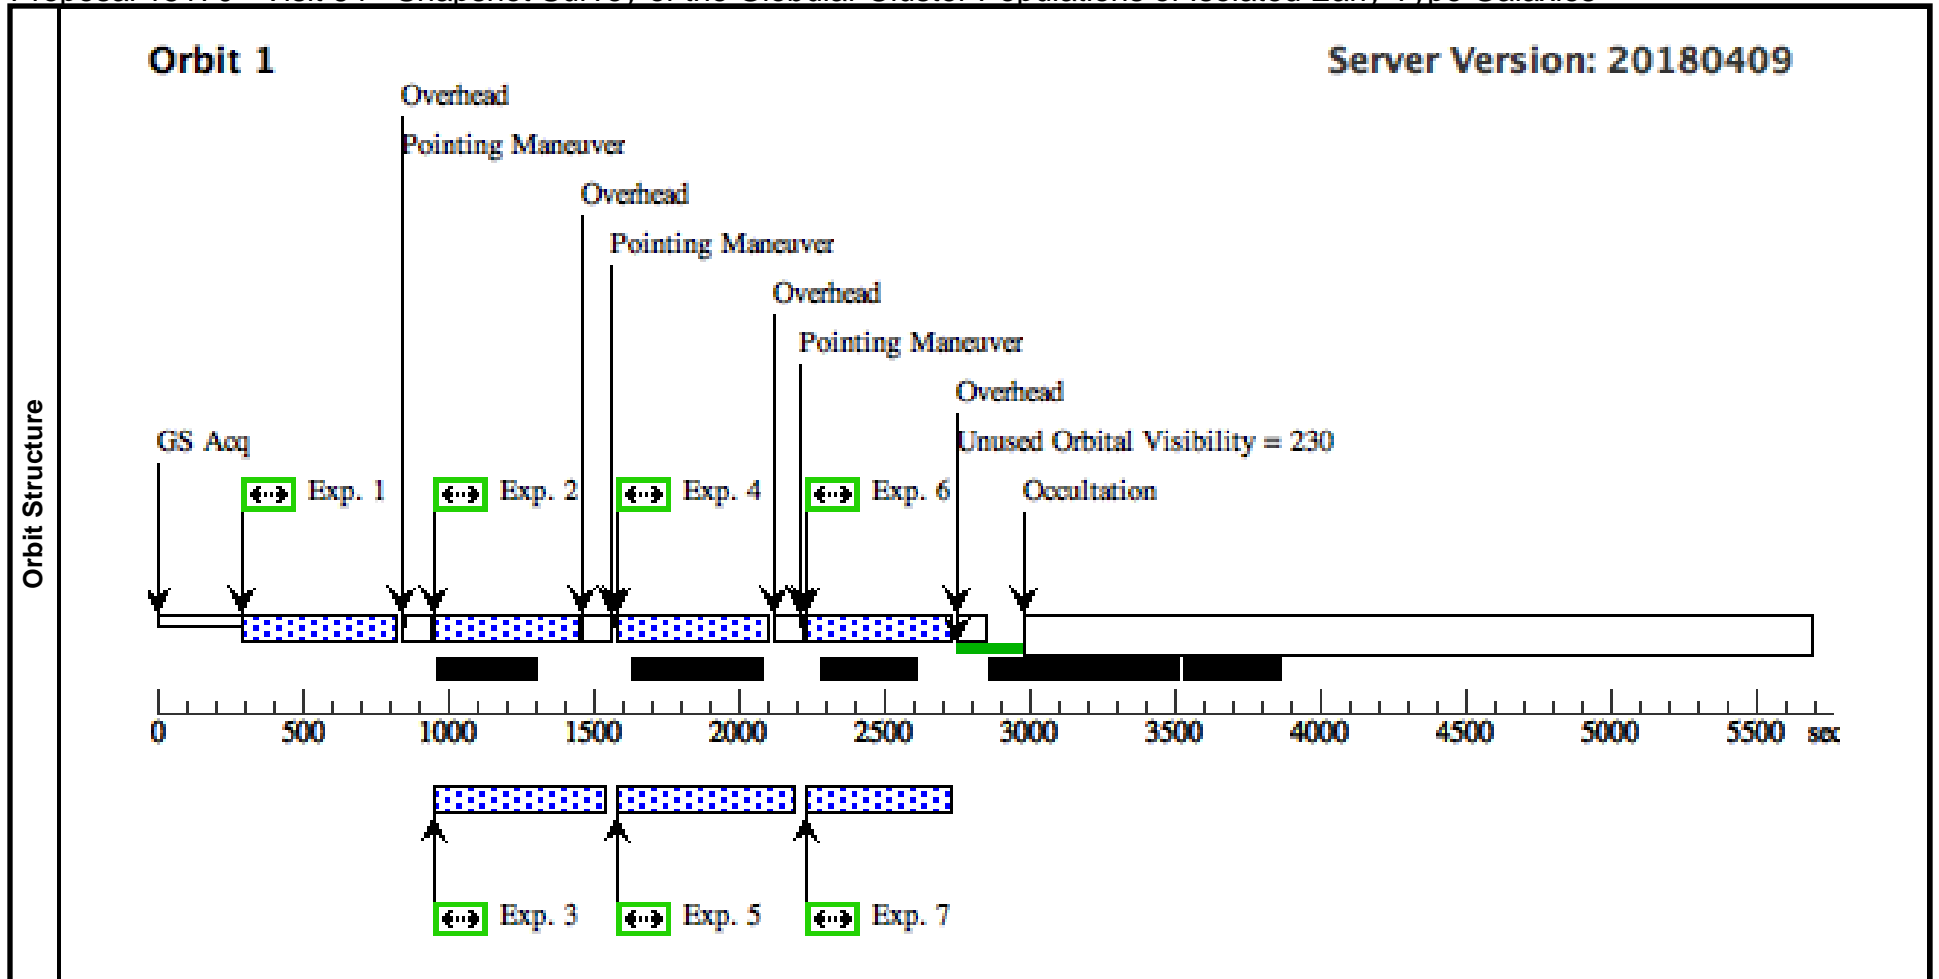 Orbit 1
Server Version: 20180409
Overhead
Pointing Maneuver
Overhead
Pointing Maneuver
Overhead
Pointing Maneuver
Overhead
GS Acq
Unused Orbital Visibility = 230
Exp. 1
Exp. 2
Exp. 4
Exp. 6
Occultation
Orbit Structure
0 500 1000 1500 2000 2500 3000 3500 4000 4500 5000 5500 sec
Exp. 3
Exp. 5
Exp. 7